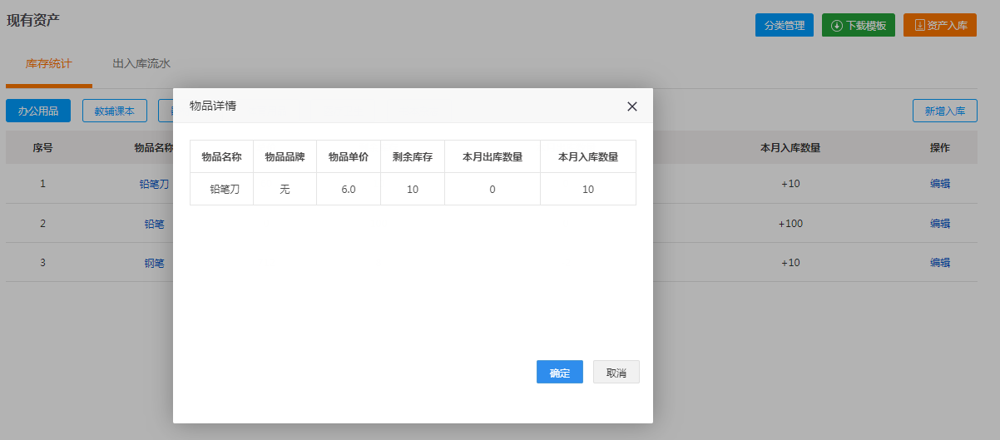 现有资产
分类管理 下载模板 资产入库
库存统计 出入库流水
办公用品 教辅课本 新增入库
物品详情
序号 物品名称 本月入库数量 操作
物品名称 物品品牌 物品单价 剩余库存 本月出库数量 本月入库数量
1 铅笔刀 +10 编辑
铅笔刀 无 6.0 10 0 10
2 铅笔 +100 编辑
3 钢笔 +10 编辑
确定 取消